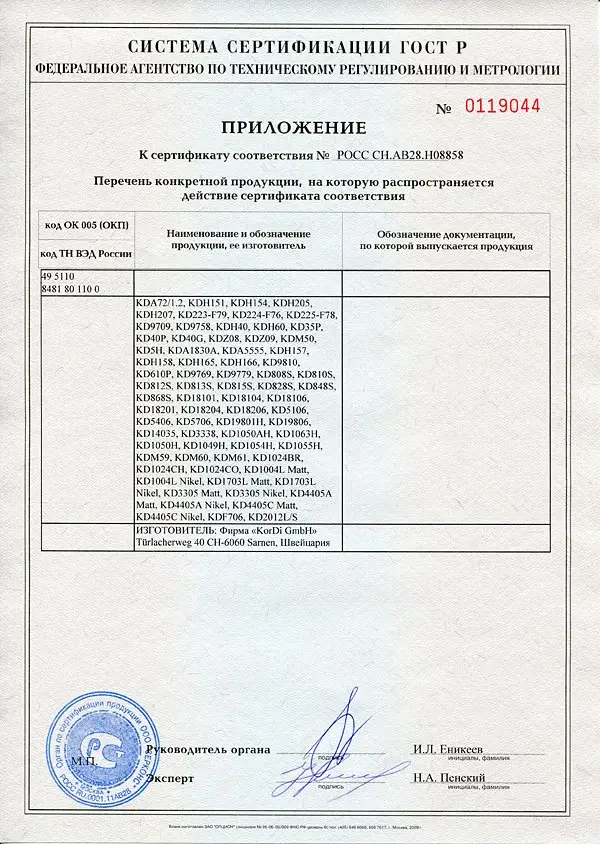 СИСТЕМА СЕРТИФИКАЦИИ ГОСТ Р
ФЕДЕРАЛЬНОЕ АГЕНТСТВО ПО ТЕХНИЧЕСКОМУ РЕГУЛИРОВАНИЮ И МЕТРОЛОГИИ
№ 0119044
ПРИЛОЖЕНИЕ
К сертификату соответствия № РОСС CH.АВ28.Н08858
Перечень конкретной продукции, на которую распространяется
действие сертификата соответствия
код ОК 005 (ОКП)
код ТН ВЭД России
Наименование и обозначение
продукции, ее изготовитель
Обозначение документации,
по которой выпускается продукция
49 5110
8481 80 110 0
KDA72/1.2, KDH151, KDH154, KDH205,
KDH207, KD223-F79, KD224-F76, KD225-F78,
KD9709, KD9758, KDH40, KDH60, KD35P,
KD40P, KD40G, KDZ08, KDZ09, KDM50,
KD5H, KDA1830A, KDA5555, KDH157,
KDH158, KDH165, KDH166, KD9810,
KD610P, KD9769, KD9779, KD808S, KD810S,
KD812S, KD813S, KD815S, KD828S, KD848S,
KD868S, KD18101, KD18104, KD18106,
KD18201, KD18204, KD18206, KD5106,
KD5406, KD5706, KD19801H, KD19806,
KD14035, KD3338, KD1050AH, KD1063H,
KD1050H, KD1049H, KD1054H, KD1055H,
KDM59, KDM60, KDM61, KD1024BR,
KD1024CH, KD1024CO, KD1004L Matt,
KD1004L Nikel, KD1703L Matt, KD1703L
Nikel, KD3305 Matt, KD3305 Nikel, KD4405A
Matt, KD4405A Nikel, KD4405C Matt,
KD4405C Nikel, KDF706, KD2012L/S
ИЗГОТОВИТЕЛЬ: Фирма «KorDi GmbH»
Türlacherweg 40 CH-6060 Sarnen, Швейцария
Орган по сертификации продукции ООО
РОСС RU.0001.11АВ28
МОСКВА
М.П.
Руководитель органа
подпись
И.Л. Еникеев
инициалы, фамилия
Эксперт
подпись
Н.А. Пенский
инициалы, фамилия